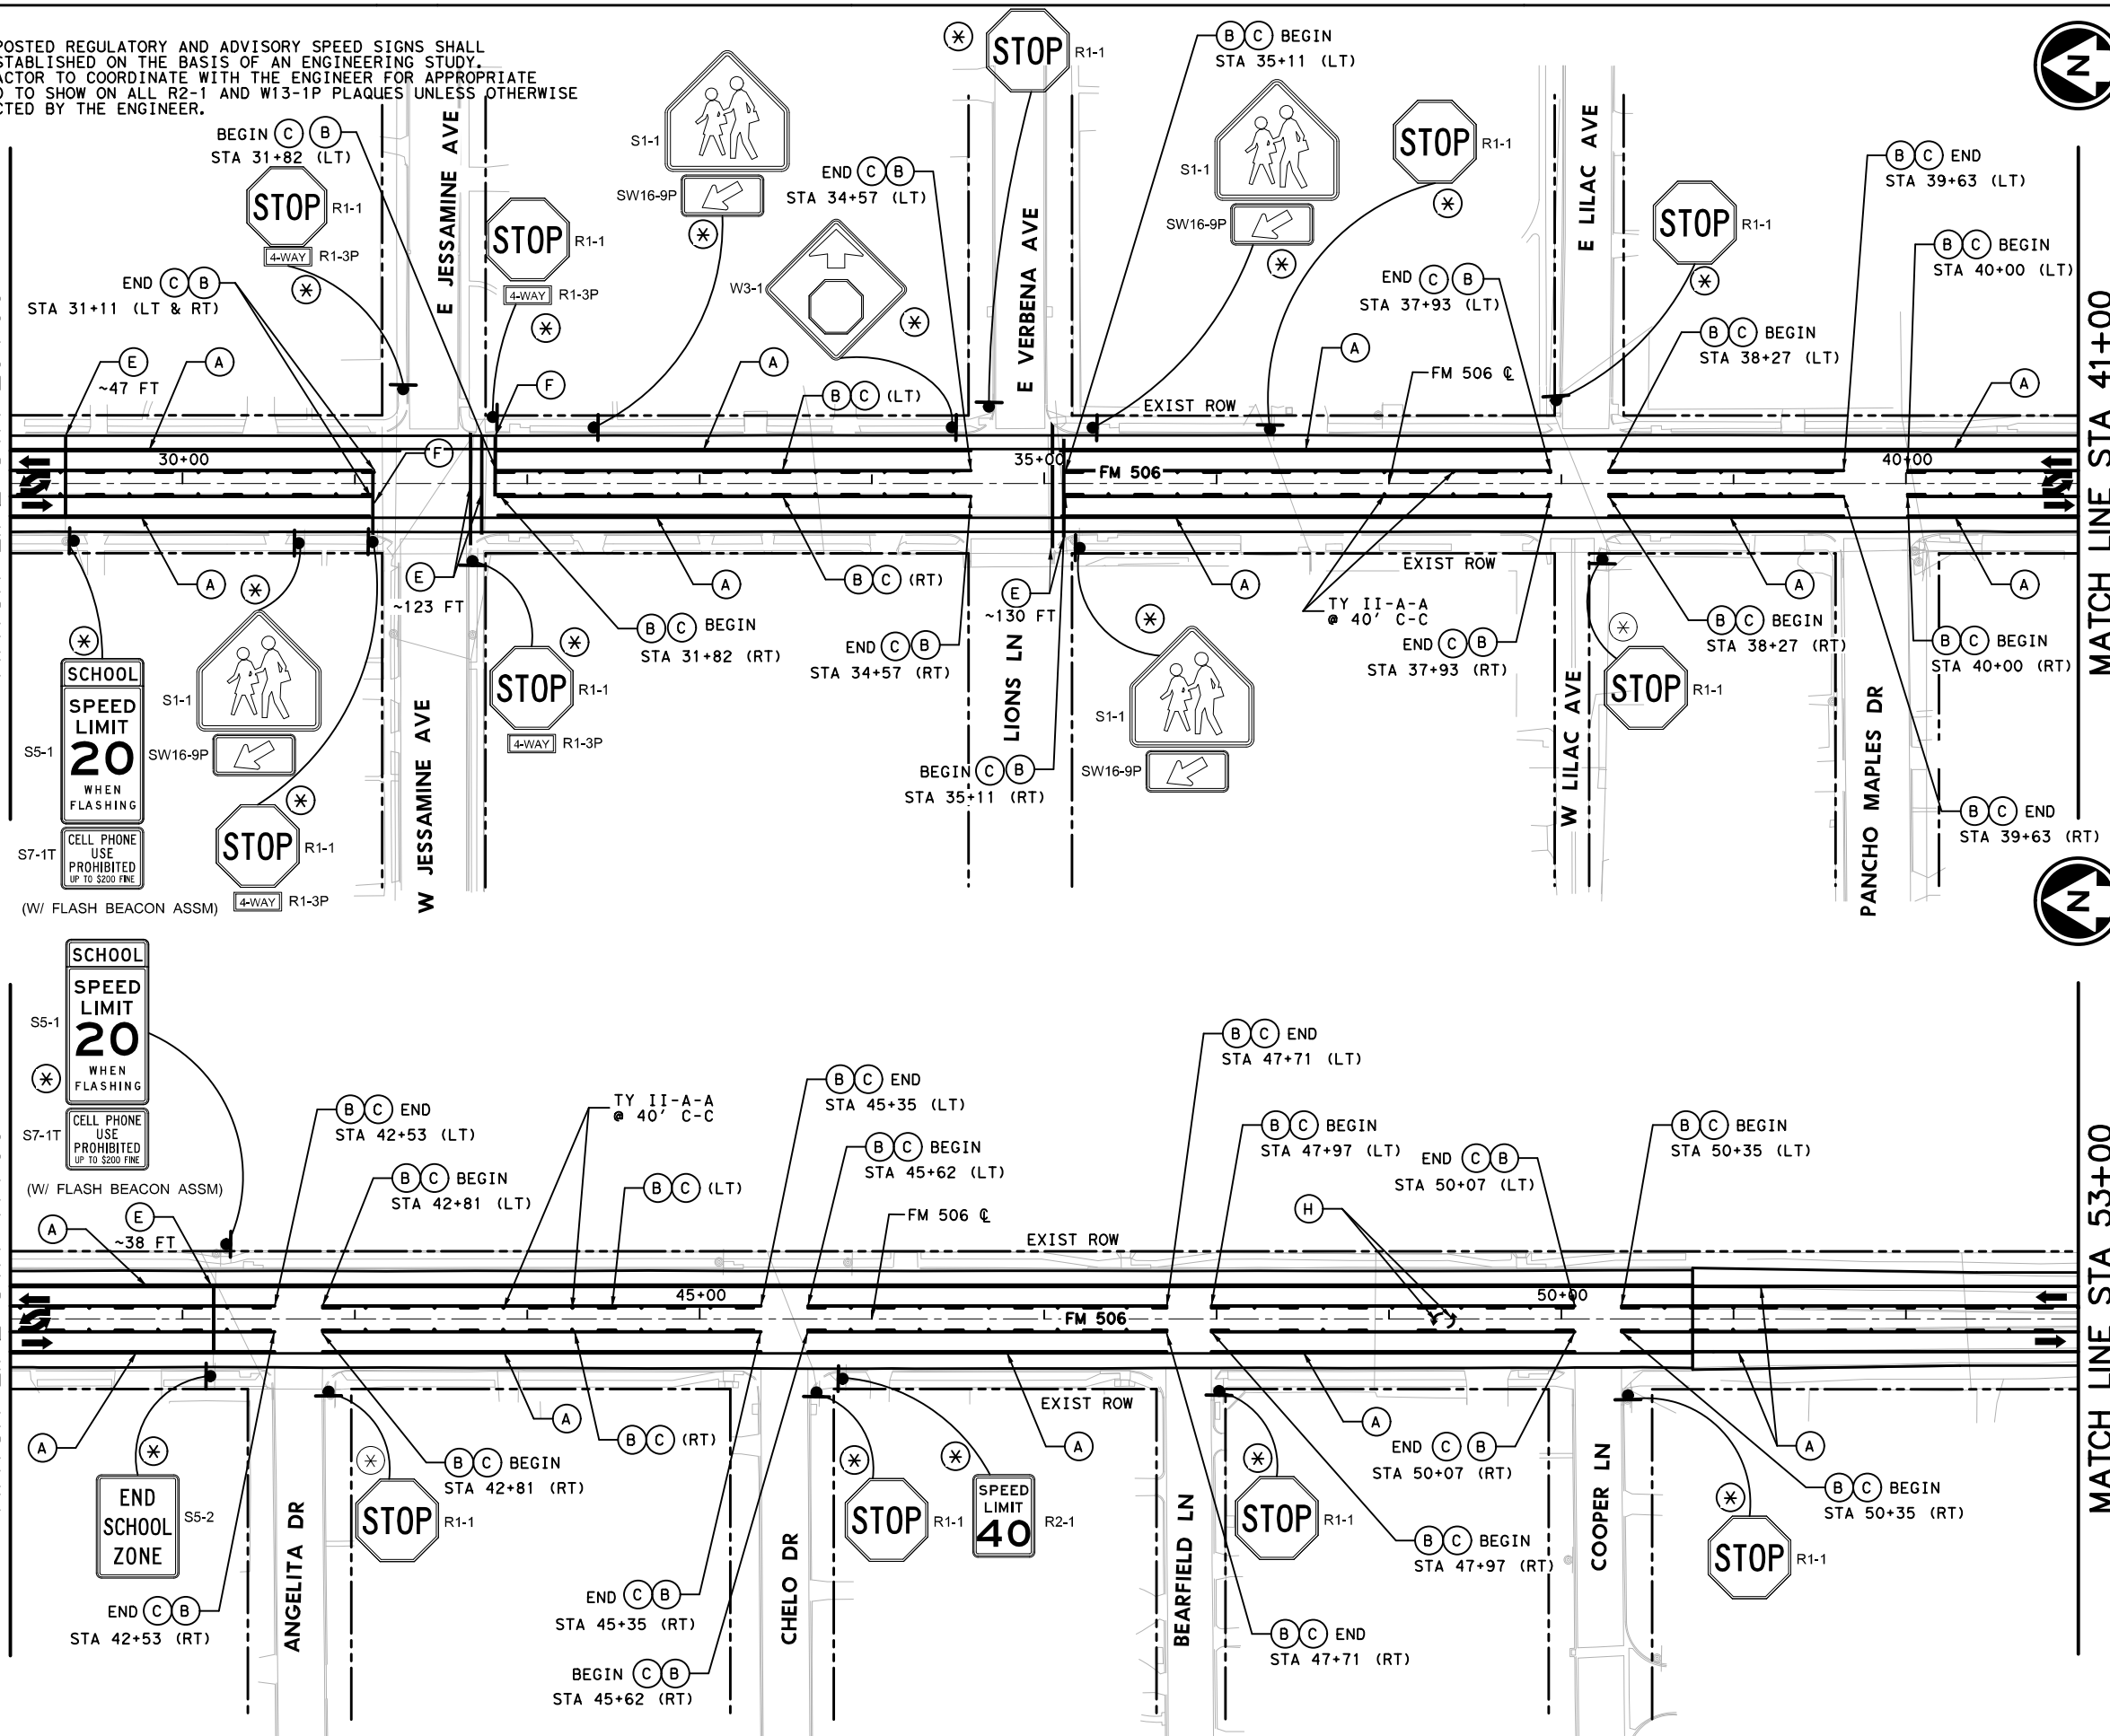 POSTED REGULATORY AND ADVISORY SPEED SIGNS SHALL
STABLISHED ON THE BASIS OF AN ENGINEERING STUDY.
ACTOR TO COORDINATE WITH THE ENGINEER FOR APPROPRIATE
TO SHOW ON ALL R2-1 AND W13-1P PLAQUES UNLESS OTHERWISE
CTED BY THE ENGINEER.
N
STOP R1-1
B C BEGIN
STA 35+11 (LT)
BEGIN C B
STA 31+82 (LT)
STOP R1-1
4-WAY R1-3P
E JESSAMINE AVE
STOP R1-1
4-WAY R1-3P
S1-1
SW16-9P
END C B
STA 34+57 (LT)
W3-1
E VERBENA AVE
S1-1
SW16-9P
STOP R1-1
E LILAC AVE
STOP R1-1
B C END
STA 39+63 (LT)
B C BEGIN
STA 40+00 (LT)
END C B
STA 37+93 (LT)
B C BEGIN
STA 38+27 (LT)
END C B
STA 31+11 (LT & RT)
E
~47 FT
A
F
A
B C (LT)
A
FM 506 ℄
A
EXIST ROW
30+00
F
35+00
FM 506
40+00
MATCH LINE STA 41+00
A
E
~123 FT
A
B C (RT)
E
~130 FT
A
EXIST ROW
A
A
TY II-A-A
@ 40' C-C
B C BEGIN
STA 31+82 (RT)
END C B
STA 34+57 (RT)
END C B
STA 37+93 (RT)
B C BEGIN
STA 38+27 (RT)
B C BEGIN
STA 40+00 (RT)
SCHOOL
SPEED
LIMIT
20
WHEN
FLASHING
S5-1
CELL PHONE
USE
PROHIBITED
UP TO $200 FINE
S7-1T
(W/ FLASH BEACON ASSM)
S1-1
SW16-9P
STOP R1-1
4-WAY R1-3P
W JESSAMINE AVE
STOP R1-1
4-WAY R1-3P
LIONS LN
BEGIN C B
STA 35+11 (RT)
S1-1
SW16-9P
W LILAC AVE
STOP R1-1
PANCHO MAPLES DR
B C END
STA 39+63 (RT)
N
SCHOOL
SPEED
LIMIT
20
WHEN
FLASHING
S5-1
CELL PHONE
USE
PROHIBITED
UP TO $200 FINE
S7-1T
(W/ FLASH BEACON ASSM)
A
E
~38 FT
B C END
STA 42+53 (LT)
B C BEGIN
STA 42+81 (LT)
TY II-A-A
@ 40' C-C
B C (LT)
B C END
STA 45+35 (LT)
B C BEGIN
STA 45+62 (LT)
FM 506 ℄
EXIST ROW
B C END
STA 47+71 (LT)
B C BEGIN
STA 47+97 (LT)
H
END C B
STA 50+07 (LT)
B C BEGIN
STA 50+35 (LT)
45+00
FM 506
50+00
MATCH LINE STA 53+00
A
END
SCHOOL
ZONE
S5-2
END C B
STA 42+53 (RT)
ANGELITA DR
STOP R1-1
B C BEGIN
STA 42+81 (RT)
A
B C (RT)
END C B
STA 45+35 (RT)
BEGIN C B
STA 45+62 (RT)
CHELO DR
STOP R1-1
SPEED
LIMIT
40
R2-1
EXIST ROW
A
BEARFIELD LN
STOP R1-1
A
END C B
STA 50+07 (RT)
B C BEGIN
STA 47+97 (RT)
B C END
STA 47+71 (RT)
COOPER LN
STOP R1-1
A
B C BEGIN
STA 50+35 (RT)